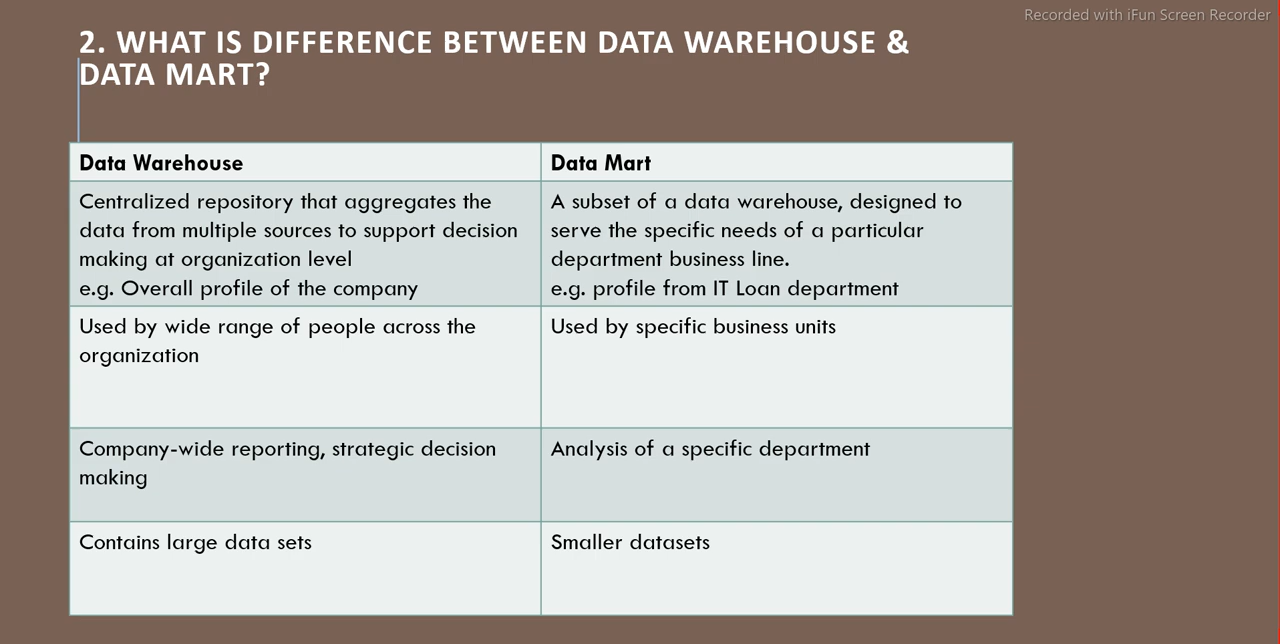 Recorded with iFun Screen Recorder
2. WHAT IS DIFFERENCE BETWEEN DATA WAREHOUSE &
DATA MART?
Data Warehouse
Data Mart
Centralized repository that aggregates the
data from multiple sources to support decision
making at organization level
e.g. Overall profile of the company
A subset of a data warehouse, designed to
serve the specific needs of a particular
department business line.
e.g. profile from IT Loan department
Used by wide range of people across the
organization
Used by specific business units
Company-wide reporting, strategic decision
making
Analysis of a specific department
Contains large data sets
Smaller datasets